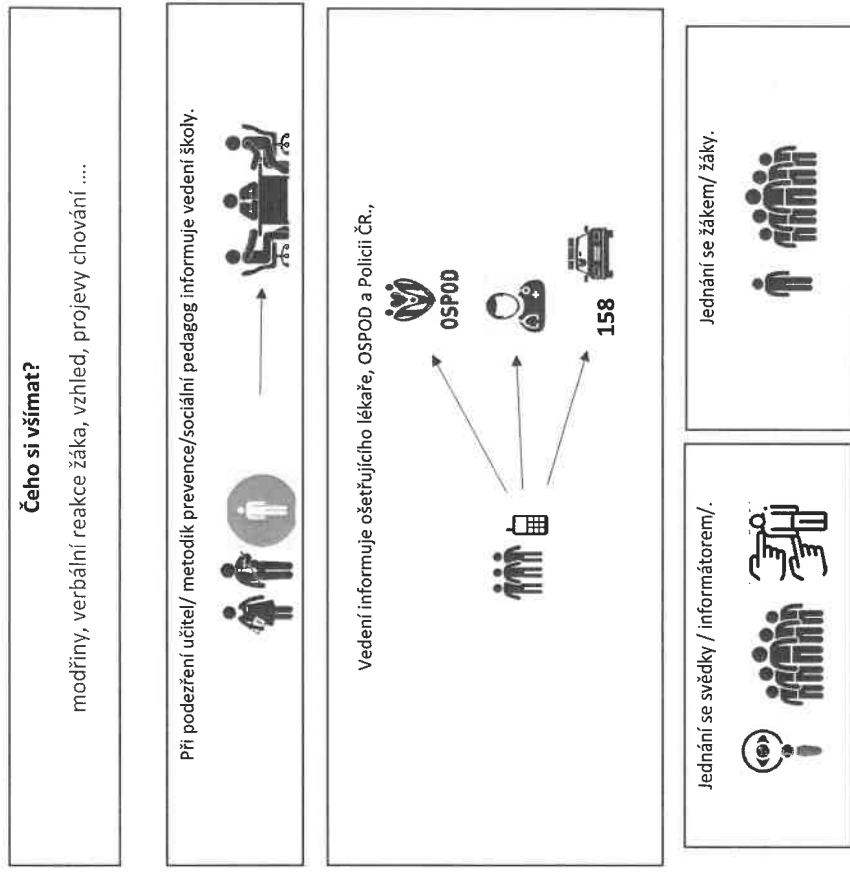 Čeho si všímat?
modřiny, verbální reakce žáka, vzhled, projevy chování ....
Při podezření učitel/ metodik prevence/sociální pedagog informuje vedení školy.
Vedení informuje ošetřujícího lékaře, OSPOD a Policii ČR.,
OSPOD
158
Jednání se svědky / informátorem/.
Jednání se žákem/ žáky.